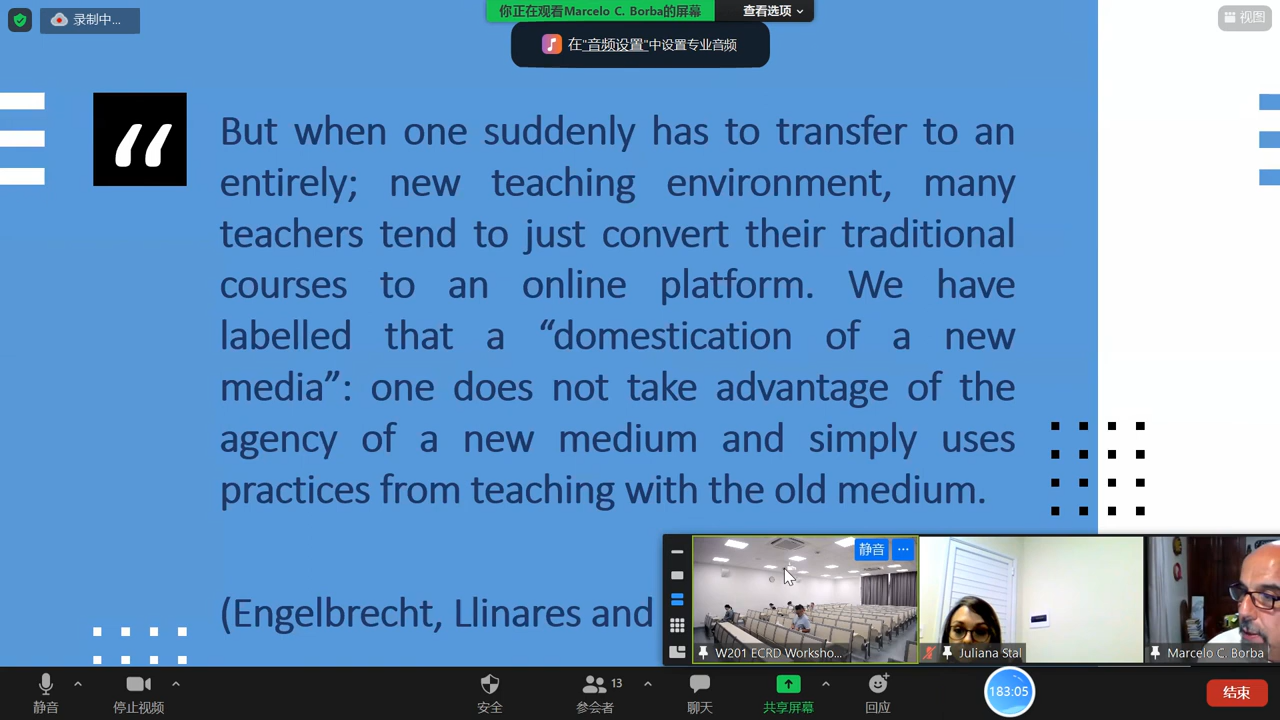 录制中...
你正在观看Marcelo C. Borba的屏幕
查看选项
视图
在"音频设置"中设置专业音频
“
But when one suddenly has to transfer to an
entirely; new teaching environment, many
teachers tend to just convert their traditional
courses to an online platform. We have
labelled that a “domestication of a new
media”: one does not take advantage of the
agency of a new medium and simply uses
practices from teaching with the old medium.
(Engelbrecht, Llinares and
静音
...
W201 ECRD Worksho...
Juliana Stal
Marcelo C. Borba
静音
停止视频
安全
13
参会者
聊天
共享屏幕
回应
183:05
结束